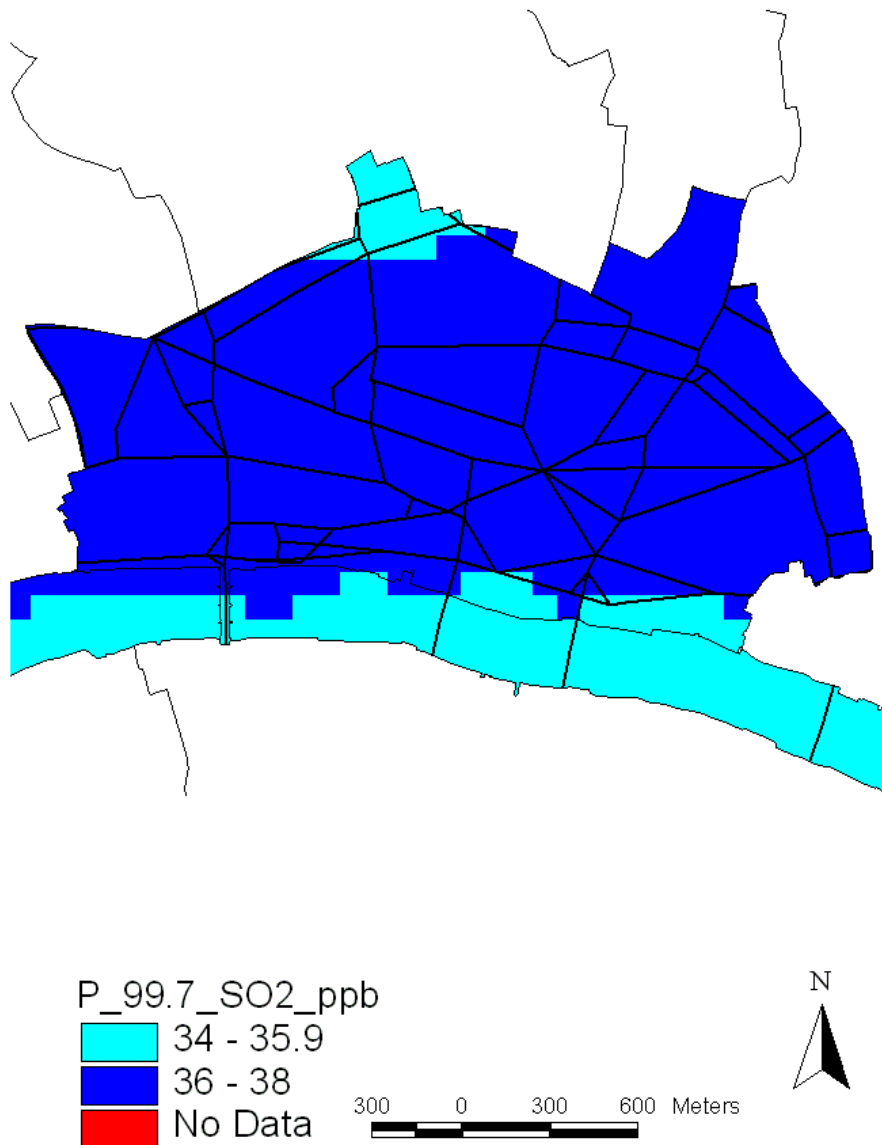 P_99.7_SO2_ppb
34 - 35.9
36 - 38
No Data
N
300 0 300 600 Meters